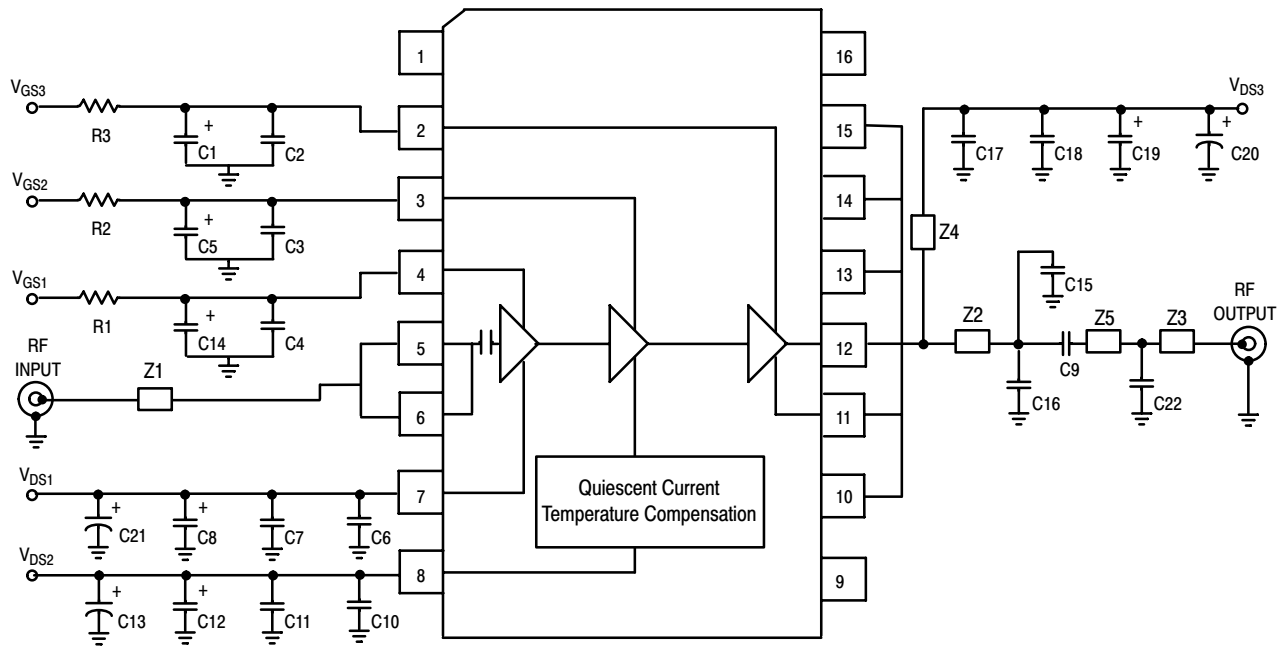 1
16
VGS3
R3
+
C1
C2
2
15
VDS3
C17
C18
+
C19
+
C20
VGS2
R2
+
C5
C3
3
14
Z4
VGS1
R1
+
C14
C4
4
13
C15
RF
INPUT
Z1
5
12
Z2
C16
C9
Z5
C22
Z3
RF
OUTPUT
6
11
VDS1
+
C21
+
C8
C7
C6
7
Quiescent Current
Temperature Compensation
10
VDS2
+
C13
+
C12
C11
C10
8
9